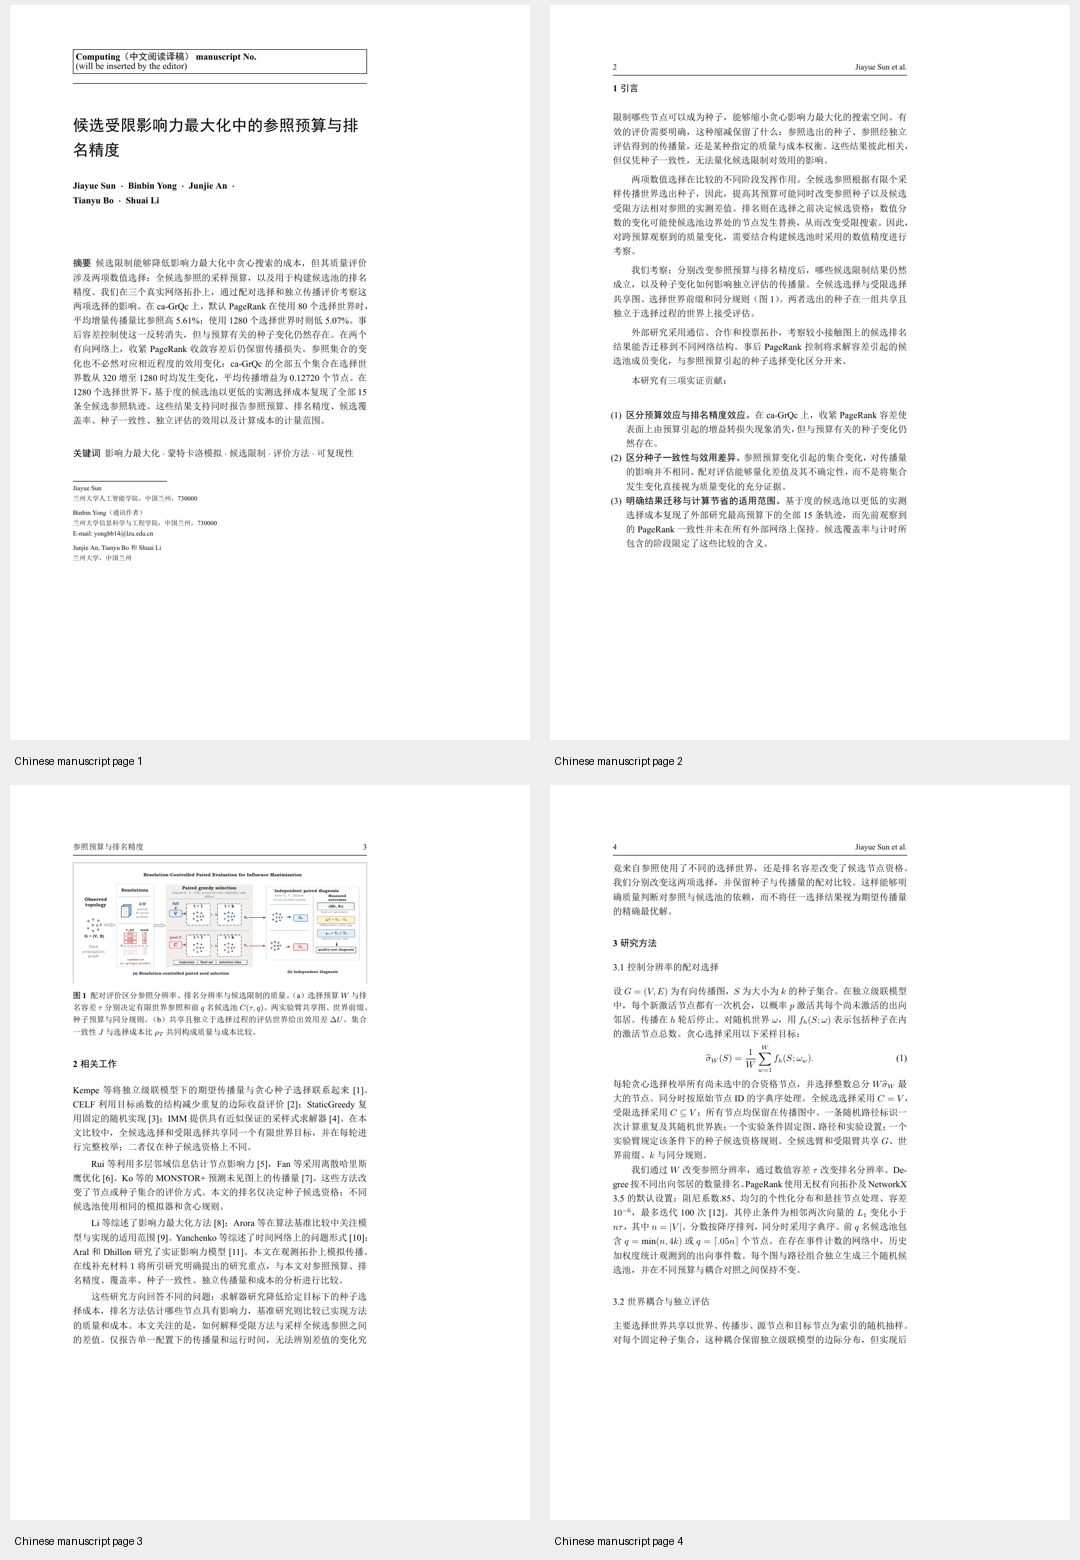 Computing（中文阅读译稿） manuscript No.
(will be inserted by the editor)
候选受限影响力最大化中的参照预算与排
名精度
Jiayue Sun · Binbin Yong · Junjie An ·
Tianyu Bo · Shuai Li
摘要 候选限制能够降低影响力最大化中贪心搜索的成本，但其质量评价
涉及两项数值选择：全候选参照的采样预算，以及用于构建候选池的排名
精度。我们在三个真实网络拓扑上，通过配对选择和独立传播评价考察这
两项选择的影响。在 ca-GrQc 上，默认 PageRank 在使用 80 个选择世界时，
平均增量传播量比参照高 5.61%；使用 1280 个选择世界时则低 5.07%。事
后容差控制使这一反转消失，但与预算有关的种子变化仍然存在。在两个
有向网络上，收紧 PageRank 收敛容差后仍保留传播损失。参照集合的变
化也不必然对应相近程度的效用变化：ca-GrQc 的全部五个集合在选择世
界数从 320 增至 1280 时均发生变化，平均传播增益为 0.12720 个节点。在
1280 个选择世界下，基于度的候选池以更低的实测选择成本复现了全部 15
条全候选参照轨迹。这些结果支持同时报告参照预算、排名精度、候选覆
盖率、种子一致性、独立评估的效用以及计算成本的计量范围。
关键词 影响力最大化 · 蒙特卡洛模拟 · 候选限制 · 评价方法 · 可复现性
Jiayue Sun
兰州大学人工智能学院，中国兰州，730000
Binbin Yong（通讯作者）
兰州大学信息科学与工程学院，中国兰州，730000
E-mail: yongbb14@lzu.edu.cn
Junjie An, Tianyu Bo 和 Shuai Li
兰州大学，中国兰州
Chinese manuscript page 1
2 Jiayue Sun et al.
1 引言
限制哪些节点可以成为种子，能够缩小贪心影响力最大化的搜索空间。有
效的评价需要明确，这种缩减保留了什么：参照选出的种子、参照经独立
评估得到的传播量，还是某种指定的质量与成本权衡。这些结果彼此相关，
但仅凭种子一致性，无法量化候选限制对效用的影响。
两项数值选择在比较的不同阶段发挥作用。全候选参照根据有限个采
样传播世界选出种子，因此，提高其预算可能同时改变参照种子以及候选
受限方法相对参照的实测差值。排名则在选择之前决定候选资格：数值分
数的变化可能使候选池边界处的节点发生替换，从而改变受限搜索。因此，
对跨预算观察到的质量变化，需要结合构建候选池时采用的数值精度进行
考察。
我们考察：分别改变参照预算与排名精度后，哪些候选限制结果仍然
成立，以及种子变化如何影响独立评估的传播量。全候选选择与受限选择
共享图、选择世界前缀和同分规则（图 1）。两者选出的种子在一组共享且
独立于选择过程的世界上接受评估。
外部研究采用通信、合作和投票拓扑，考察较小接触图上的候选排名
结果能否迁移到不同网络结构。事后 PageRank 控制将求解容差引起的候
选池成员变化，与参照预算引起的种子选择变化区分开来。
本研究有三项实证贡献：
(1) 区分预算效应与排名精度效应。在 ca-GrQc 上，收紧 PageRank 容差使
表面上由预算引起的增益转损失现象消失，但与预算有关的种子变化仍
然存在。
(2) 区分种子一致性与效用差异。参照预算变化引起的集合变化，对传播量
的影响并不相同。配对评估能够量化差值及其不确定性，而不是将集合
发生变化直接视为质量变化的充分证据。
(3) 明确结果迁移与计算节省的适用范围。基于度的候选池以更低的实测
选择成本复现了外部研究最高预算下的全部 15 条轨迹，而先前观察到
的 PageRank 一致性并未在所有外部网络上保持。候选覆盖率与计时所
包含的阶段限定了这些比较的含义。
Chinese manuscript page 2
参照预算与排名精度 3
Resolution-Controlled Paired Evaluation for Influence Maximization
Observed
topology
G = (V, E)
Resolutions
Paired greedy selection
Independent paired diagnosis
(a) Resolution-controlled paired seed selection
(b) Independent diagnosis
图 1 配对评价区分参照分辨率、排名分辨率与候选限制的质量。（a）选择预算 W 与排
名容差 τ 分别决定有限世界参照和前 q 名候选池 C(τ, q)。两实验臂共享图、世界前缀、
种子预算与同分规则。（b）共享且独立于选择过程的评估世界给出效用差 ΔU。集合
一致性 J 与选择成本比 ρT 共同构成质量与成本比较。
2 相关工作
Kempe 等将独立级联模型下的期望传播量与贪心种子选择联系起来 [1]。
CELF 利用目标函数的结构减少重复的边际收益评价 [2]；StaticGreedy 复
用固定的随机实现 [3]；IMM 提供具有近似保证的采样式求解器 [4]。在本
文比较中，全候选选择和受限选择共享同一个有限世界目标，并在每轮进
行完整枚举；二者仅在种子候选资格上不同。
Rui 等利用多层邻域信息估计节点影响力 [5]，Fan 等采用离散哈里斯
鹰优化 [6]。Ko 等的 MONSTOR+ 预测未见图上的传播量 [7]。这些方法改
变了节点或种子集合的评价方式。本文的排名仅决定种子候选资格；不同
候选池使用相同的模拟器和贪心规则。
Li 等综述了影响力最大化方法 [8]；Arora 等在算法基准比较中关注模
型与实现的适用范围 [9]。Yanchenko 等综述了时间网络上的问题形式 [10]；
Aral 和 Dhillon 研究了实证影响力模型 [11]。本文在观测拓扑上模拟传播。
在线补充材料 1 将所引研究明确提出的研究重点，与本文对参照预算、排
名精度、覆盖率、种子一致性、独立传播量和成本的分析进行比较。
这些研究方向回答不同的问题：求解器研究降低给定目标下的种子选
择成本，排名方法估计哪些节点具有影响力，基准研究则比较已实现方法
的质量和成本。本文关注的是，如何解释受限方法与采样全候选参照之间
的差值。仅报告单一配置下的传播量和运行时间，无法辨别差值的变化究
Chinese manuscript page 3
4 Jiayue Sun et al.
竟来自参照使用了不同的选择世界，还是排名容差改变了候选节点资格。
我们分别改变这两项选择，并保留种子与传播量的配对比较。这样能够明
确质量判断对参照与候选池的依赖，而不将任一选择结果视为期望传播量
的精确最优解。
3 研究方法
3.1 控制分辨率的配对选择
设 G = (V, E) 为有向传播图，S 为大小为 k 的种子集合。在独立级联模型
中，每个新激活节点都有一次机会，以概率 p 激活其每个尚未激活的出向
邻居。传播在 h 轮后停止。对随机世界 ω，用 fh(S; ω) 表示包括种子在内
的激活节点总数。贪心选择采用以下采样目标：
σ̂W(S) = 1/W ∑_{w=1}^{W} fh(S; ωw). (1)
每轮贪心选择枚举所有尚未选中的合资格节点，并选择整数总分 Wσ̂W 最
大的节点。同分时按原始节点 ID 的字典序处理。全候选选择采用 C = V，
受限选择采用 C ⊆ V；所有节点均保留在传播图中。一条随机路径标识一
次计算重复及其随机世界族；一个实验条件固定图、路径和实验设置；一个
实验臂规定该条件下的种子候选资格规则。全候选臂和受限臂共享 G、世
界前缀、k 与同分规则。
我们通过 W 改变参照分辨率，通过数值容差 τ 改变排名分辨率。De-
gree 按不同出向邻居的数量排名。PageRank 使用无权有向拓扑及 NetworkX
3.5 的默认设置：阻尼系数.85、均匀的个性化分布和悬挂节点处理、容差
10⁻⁶，最多迭代 100 次 [12]。其停止条件为相邻两次向量的 L1 变化小于
nτ，其中 n = |V|。分数按降序排列，同分时采用字典序。前 q 名候选池包
含 q = min(n, 4k) 或 q = ⌈.05n⌉ 个节点。在存在事件计数的网络中，历史
加权度统计观测到的出向事件数。每个图与路径组合独立生成三个随机候
选池，并在不同预算与耦合对照之间保持不变。
3.2 世界耦合与独立评估
主要选择世界共享以世界、传播步、源节点和目标节点为索引的随机抽样。
对每个固定种子集合，这种耦合保留独立级联模型的边际分布，但实现后
Chinese manuscript page 4